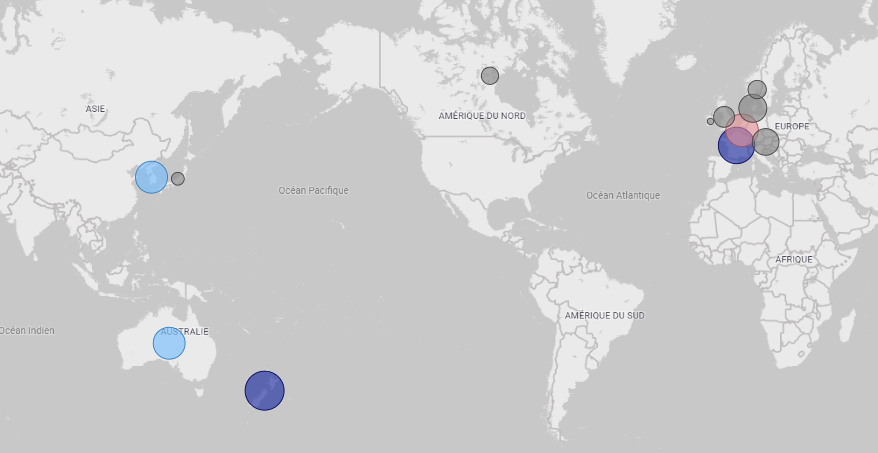 ASIE
AMÉRIQUE DU NORD
EUROPE
Océan Pacifique
Océan Atlantique
AFRIQUE
AMÉRIQUE DU SUD
Océan Indien
AUSTRALIE